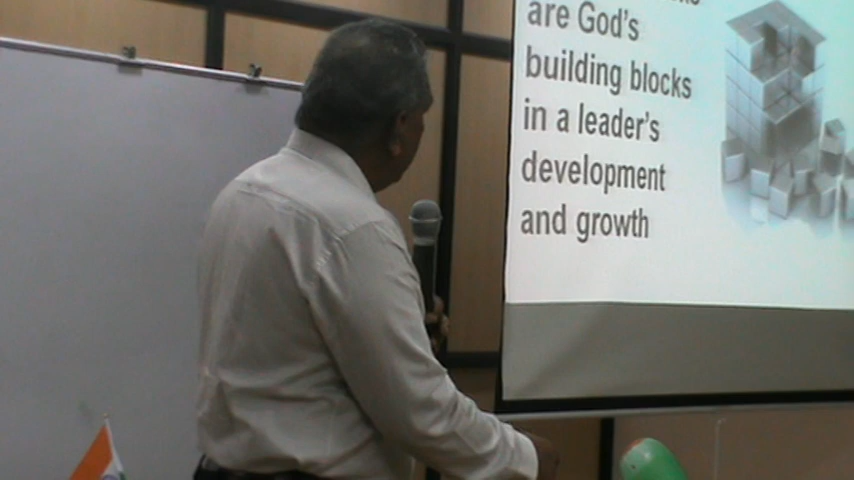 are God's
building blocks
in a leader's
development
and growth